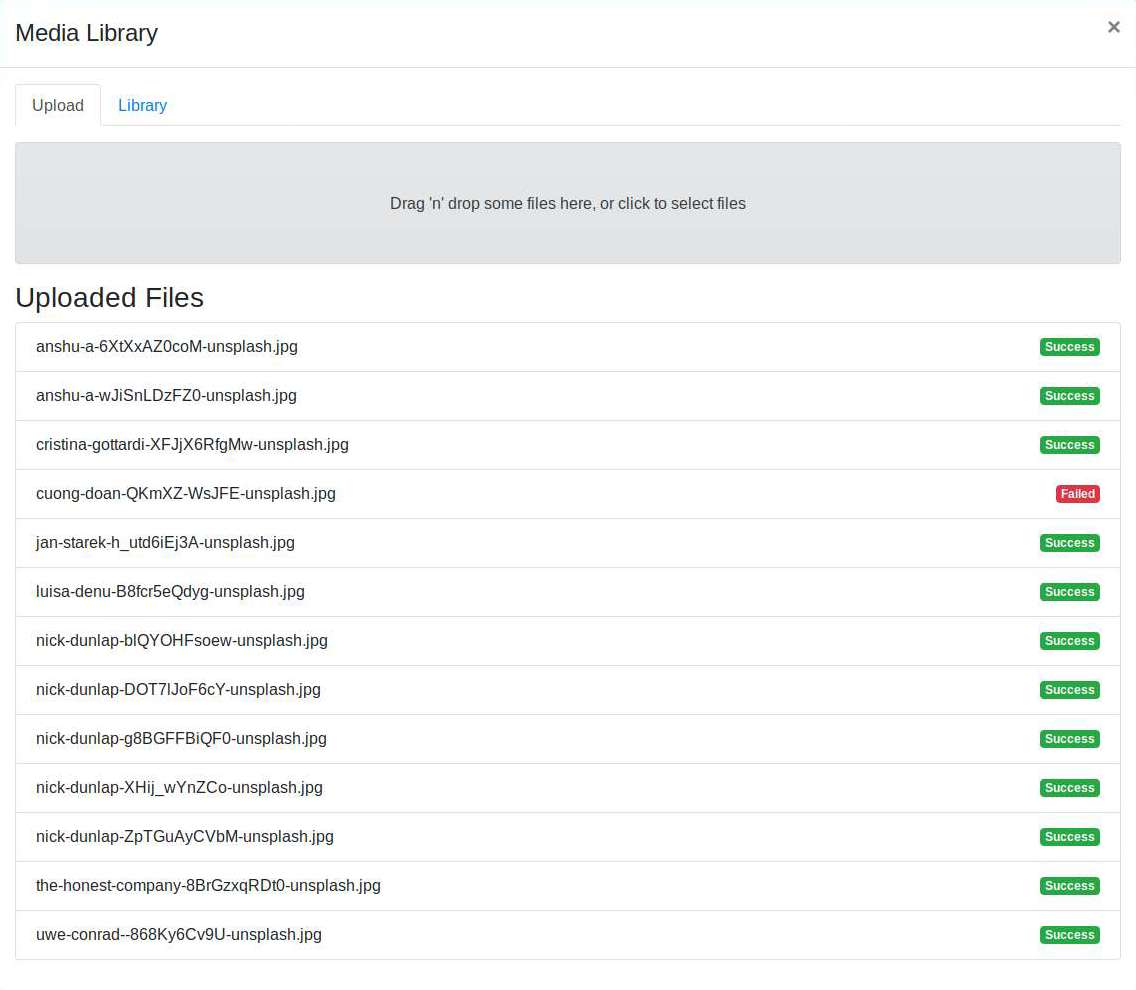 Media Library
×
Upload
Library
Drag 'n' drop some files here, or click to select files
Uploaded Files
anshu-a-6XtXxAZ0coM-unsplash.jpg Success
anshu-a-wJiSnLDzFZ0-unsplash.jpg Success
cristina-gottardi-XFJjX6RfgMw-unsplash.jpg Success
cuong-doan-QKmXZ-WsJFE-unsplash.jpg Failed
jan-starek-h_utd6iEj3A-unsplash.jpg Success
luisa-denu-B8fcr5eQdyg-unsplash.jpg Success
nick-dunlap-blQYOHFsoew-unsplash.jpg Success
nick-dunlap-DOT7lJoF6cY-unsplash.jpg Success
nick-dunlap-g8BGFFBiQF0-unsplash.jpg Success
nick-dunlap-XHij_wYnZCo-unsplash.jpg Success
nick-dunlap-ZpTGuAyCVbM-unsplash.jpg Success
the-honest-company-8BrGzxqRDt0-unsplash.jpg Success
uwe-conrad--868Ky6Cv9U-unsplash.jpg Success